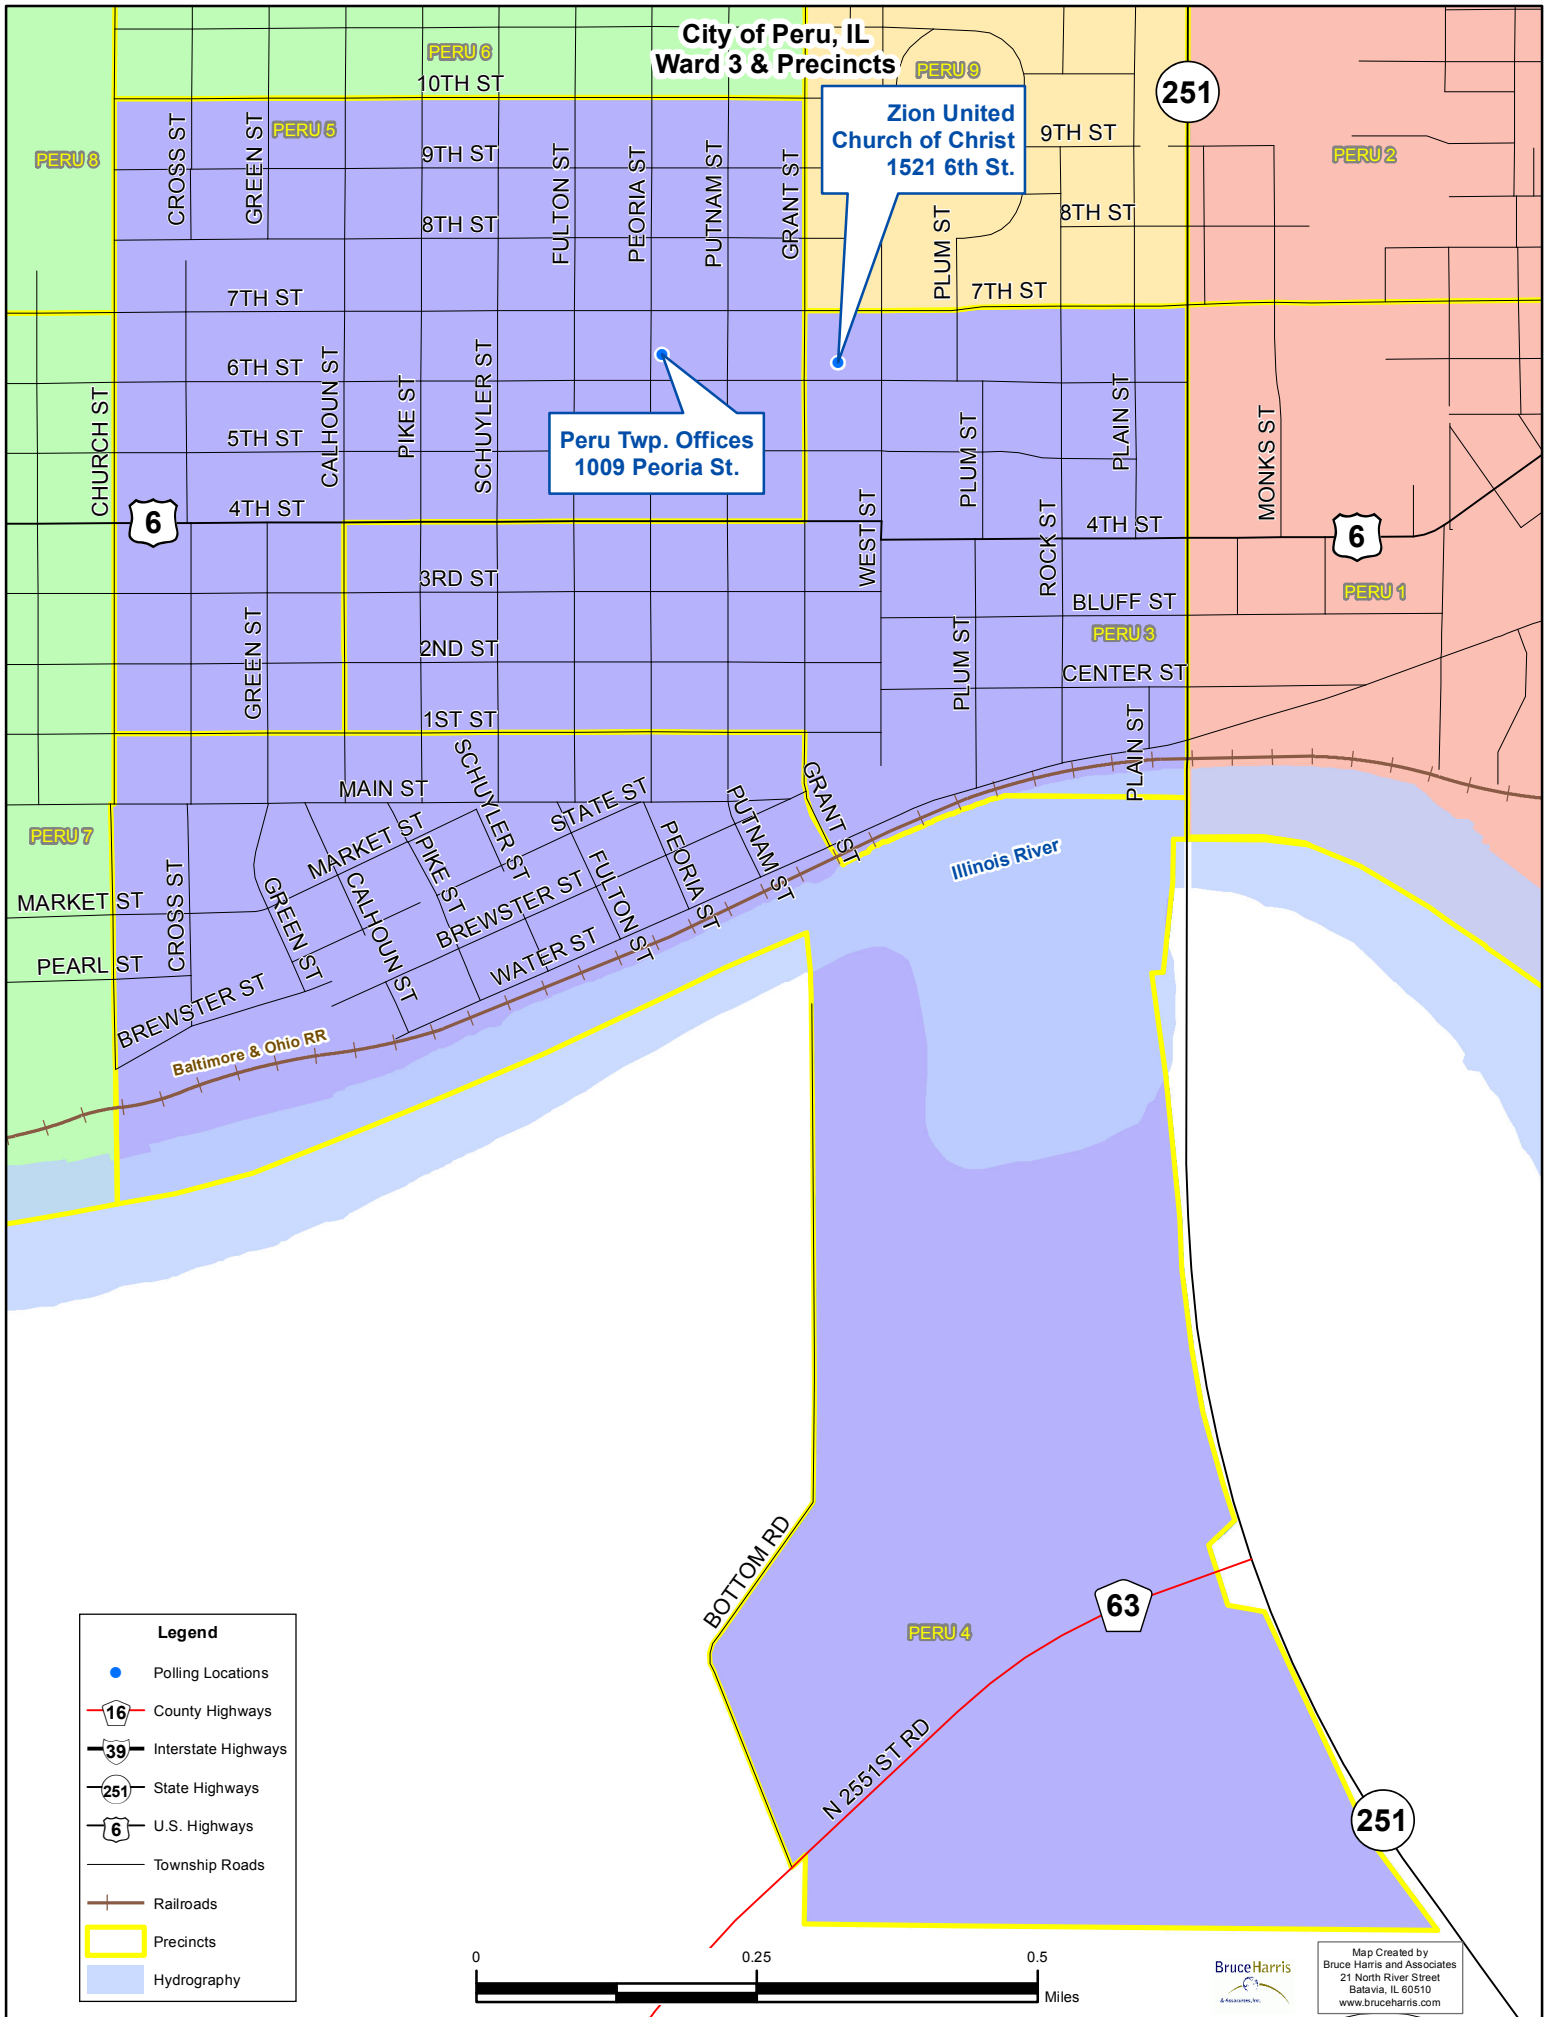 City of Peru, IL
Ward 3 & Precincts
PERU 6
10TH ST
PERU 9
251
Zion United
Church of Christ
1521 6th St.
CROSS ST
GREEN ST
PERU 5
9TH ST
9TH ST
PERU 8
PERU 2
FULTON ST
PEORIA ST
PUTNAM ST
GRANT ST
8TH ST
8TH ST
PLUM ST
7TH ST
7TH ST
6TH ST
CALHOUN ST
PIKE ST
SCHUYLER ST
CHURCH ST
5TH ST
Peru Twp. Offices
1009 Peoria St.
PLUM ST
PLAIN ST
MONKS ST
6
4TH ST
WEST ST
ROCK ST
4TH ST
6
3RD ST
PERU 1
BLUFF ST
GREEN ST
2ND ST
PERU 3
PLUM ST
CENTER ST
1ST ST
PLAIN ST
MAIN ST
SCHUYLER ST
STATE ST
PUTNAM ST
GRANT ST
PERU 7
MARKET ST
PIKE ST
PEORIA ST
Illinois River
MARKET ST
CROSS ST
GREEN ST
CALHOUN ST
BREWSTER ST
FULTON ST
PEARL ST
WATER ST
BREWSTER ST
Baltimore & Ohio RR
BOTTOM RD
63
PERU 4
N 2551ST RD
251
Legend
Polling Locations
16
County Highways
39
Interstate Highways
251
State Highways
6
U.S. Highways
Township Roads
Railroads
Precincts
Hydrography
0
0.25
0.5
Miles
BruceHarris
& Associates, Inc.
Map Created by
Bruce Harris and Associates
21 North River Street
Batavia, IL 60510
www.bruceharris.com